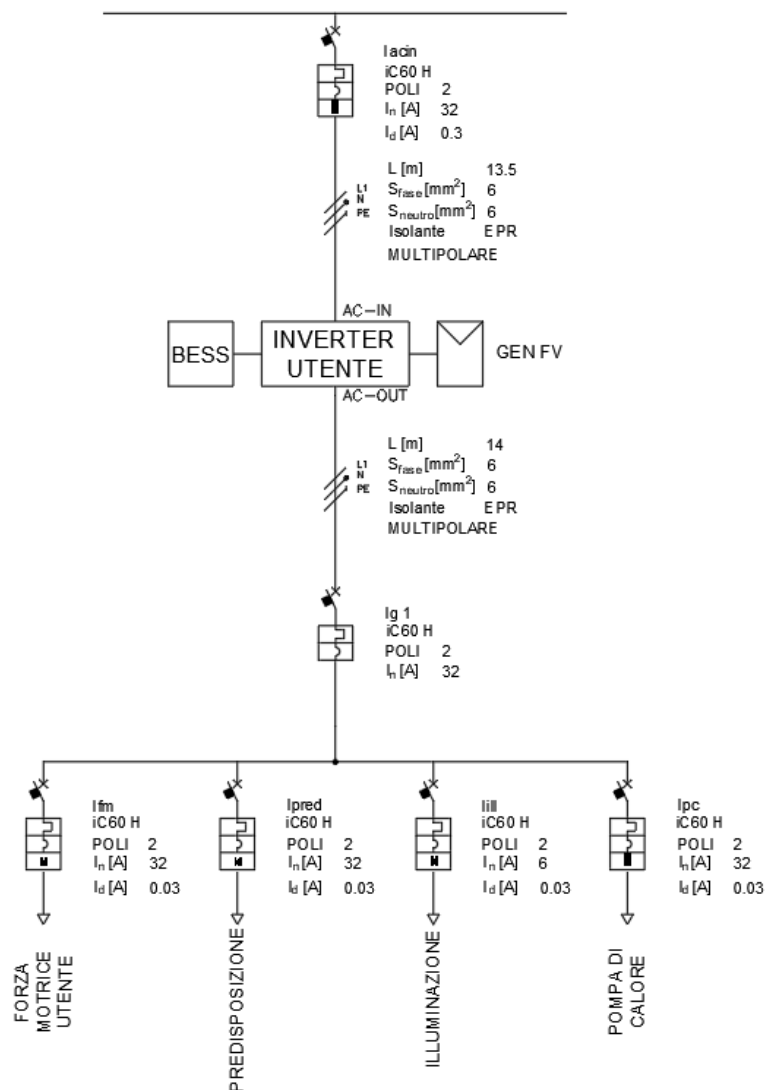 Iacin
iC60 H
POLI 2
In [A] 32
Id [A] 0.3
L [m] 13.5
L1
Sfase[mm²] 6
N
PE
Sneutro[mm²] 6
Isolante EPR
MULTIPOLARE
AC-IN
BESS
INVERTER
UTENTE
GEN FV
AC-OUT
L [m] 14
L1
Sfase[mm²] 6
N
PE
Sneutro[mm²] 6
Isolante EPR
MULTIPOLARE
Ig 1
iC60 H
POLI 2
In [A] 32
Ifm
iC60 H
POLI 2
In [A] 32
Id [A] 0.03
FORZA
MOTRICE
UTENTE
Ipred
iC60 H
POLI 2
In [A] 32
Id [A] 0.03
PREDISPOSIZIONE
Iill
iC60 H
POLI 2
In [A] 6
Id [A] 0.03
ILLUMINAZIONE
Ipc
iC60 H
POLI 2
In [A] 32
Id [A] 0.03
POMPA DI
CALORE